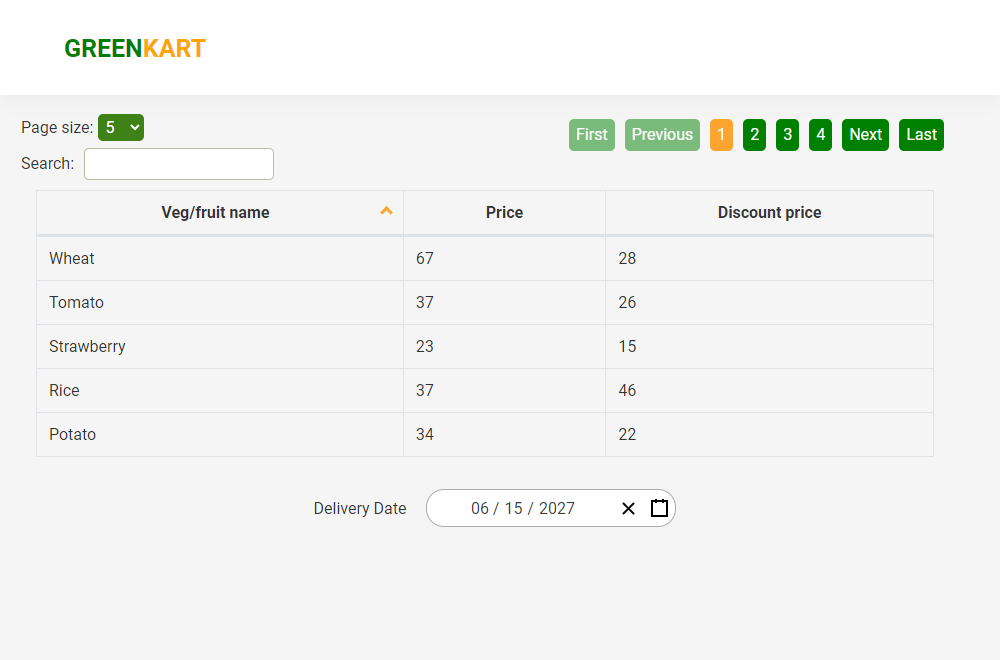 GREENKART
Page size: 5
First Previous 1 2 3 4 Next Last
Search:
Veg/fruit name Price Discount price
Wheat 67 28
Tomato 37 26
Strawberry 23 15
Rice 37 46
Potato 34 22
Delivery Date 06 / 15 / 2027